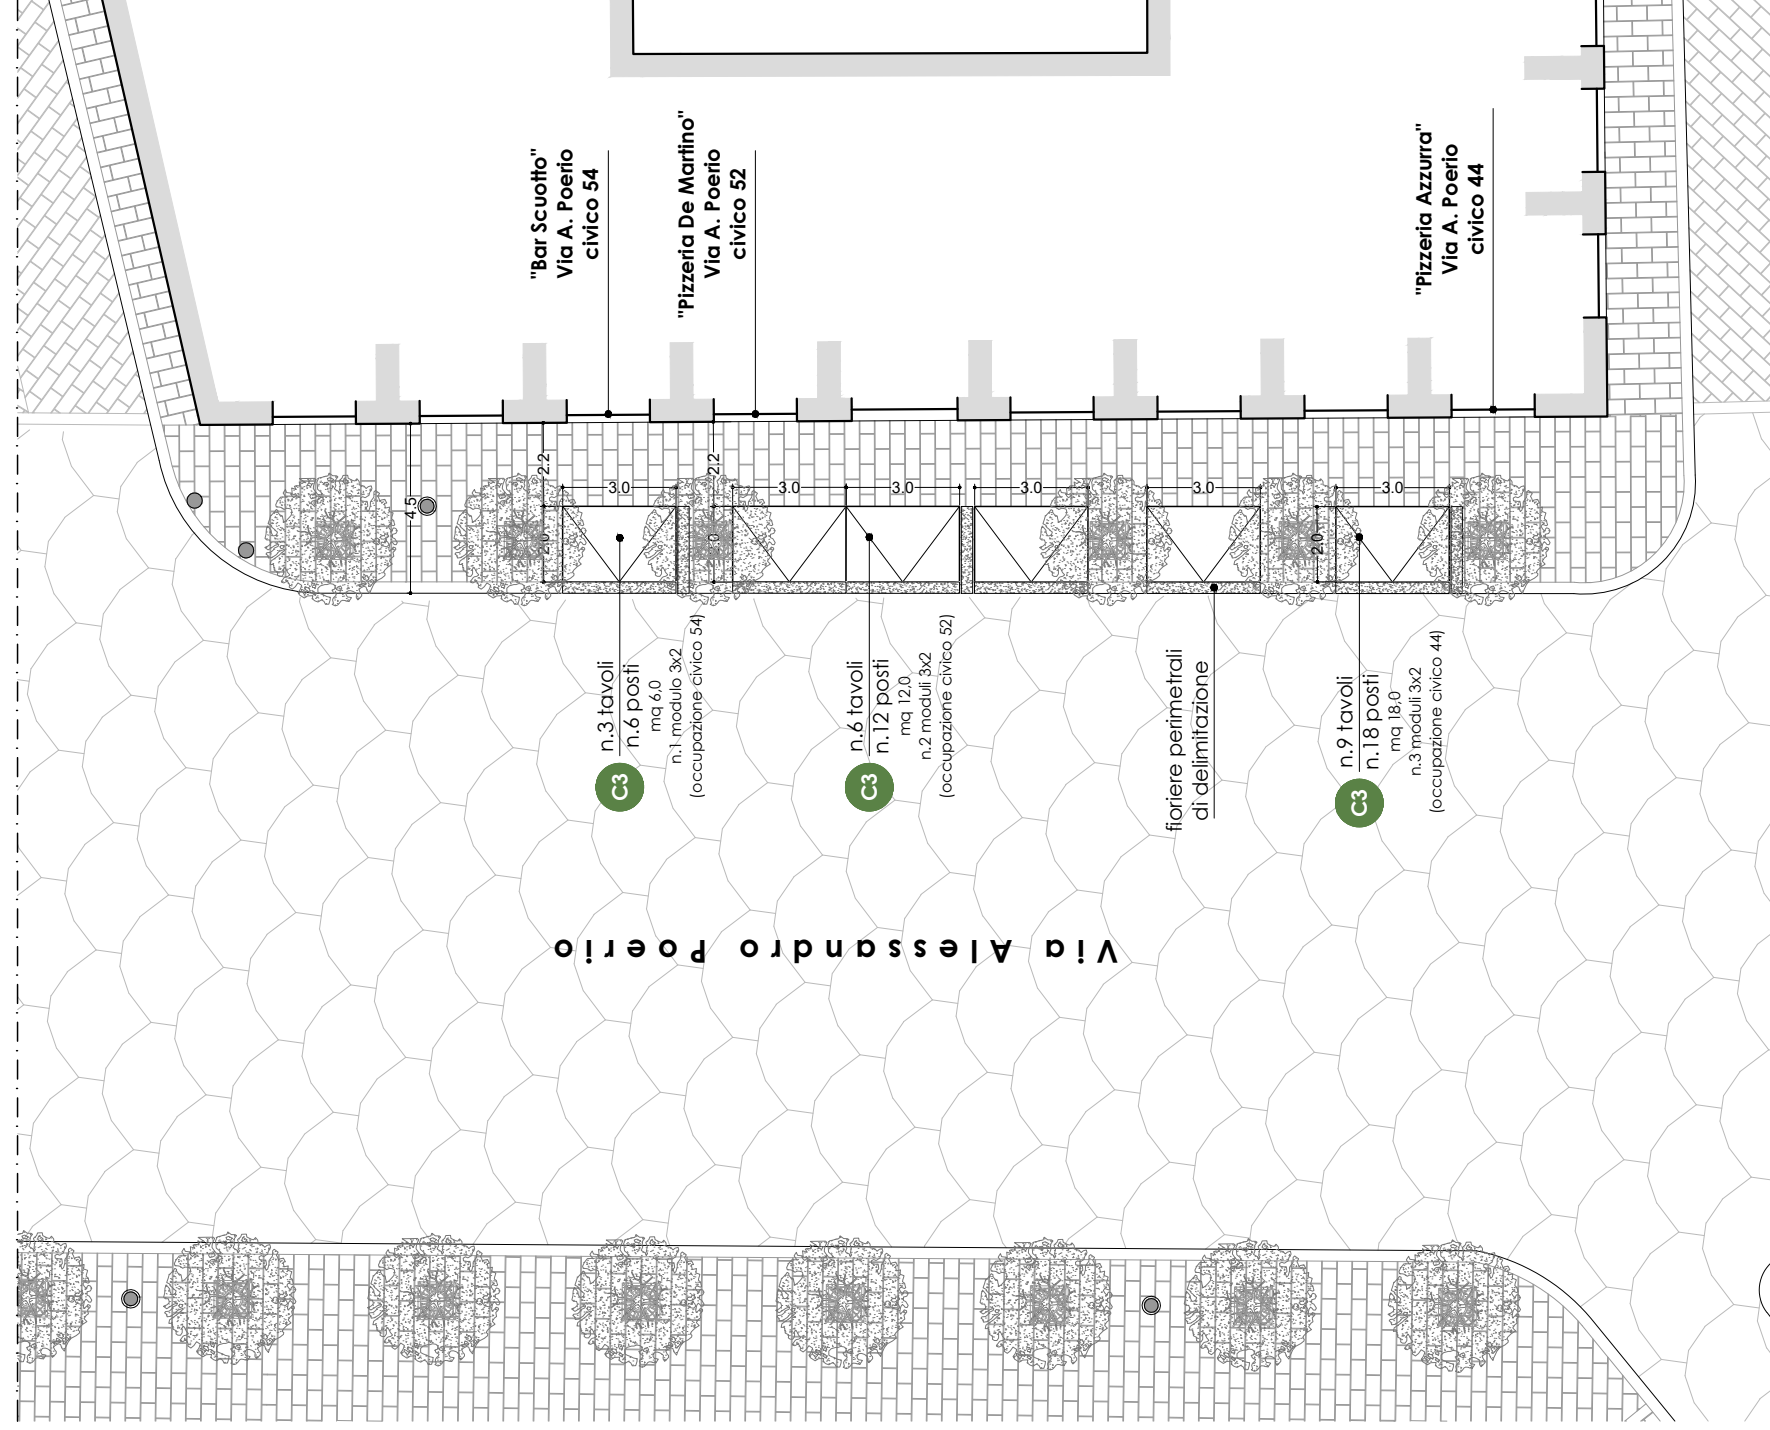 "Bar Scuotto"
Via A. Poerio
civico 54
"Pizzeria De Martino"
Via A. Poerio
civico 52
"Pizzeria Azzurra"
Via A. Poerio
civico 44
4.5
2.2
2.2
3.0
3.0
3.0
3.0
3.0
3.0
2.0
2.0
2.0
n.3 tavoli
n.6 posti
mq 6.0
n.1 modulo 3x2
(occupazione civico 54)
C3
n.6 tavoli
n.12 posti
mq 12.0
n.2 moduli 3x2
(occupazione civico 52)
C3
fioriere perimetrali
di delimitazione
n.9 tavoli
n.18 posti
mq 18.0
n.3 moduli 3x2
(occupazione civico 44)
C3
Via Alessandro Poerio